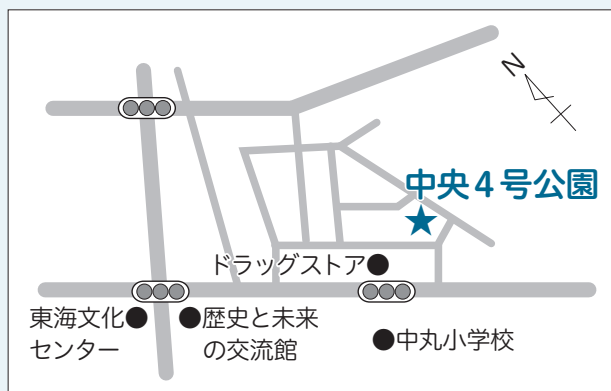 N
中央4号公園
ドラッグストア
東海文化
センター
歴史と未来
の交流館
中丸小学校